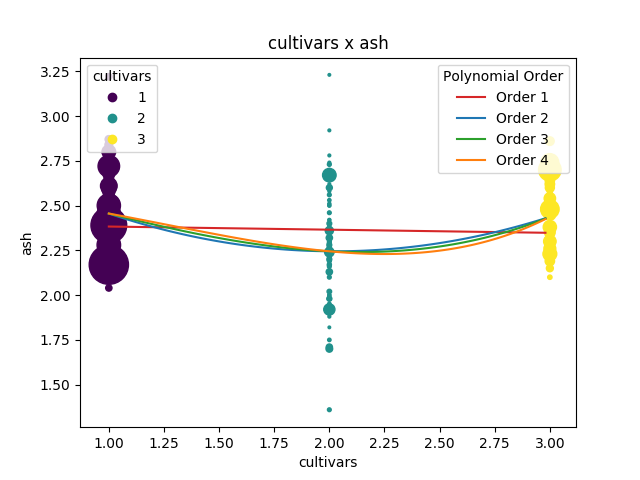 cultivars x ash
cultivars
1
2
3
Polynomial Order
Order 1
Order 2
Order 3
Order 4
3.25
3.00
2.75
2.50
2.25
2.00
1.75
1.50
ash
1.00 1.25 1.50 1.75 2.00 2.25 2.50 2.75 3.00
cultivars